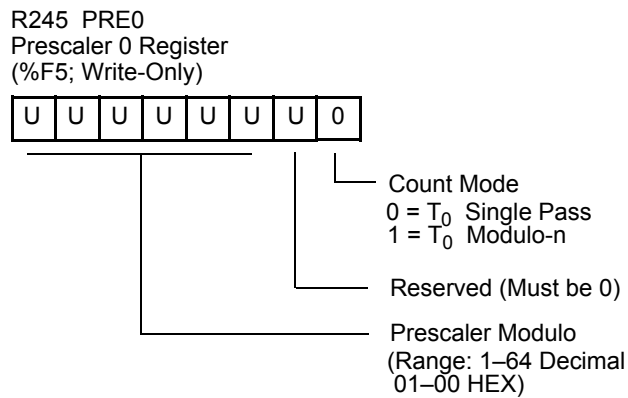 R245 PRE0
Prescaler 0 Register
(%F5; Write-Only)
U U U U U U U 0
Count Mode
0 = T0 Single Pass
1 = T0 Modulo-n
Reserved (Must be 0)
Prescaler Modulo
(Range: 1–64 Decimal
01–00 HEX)